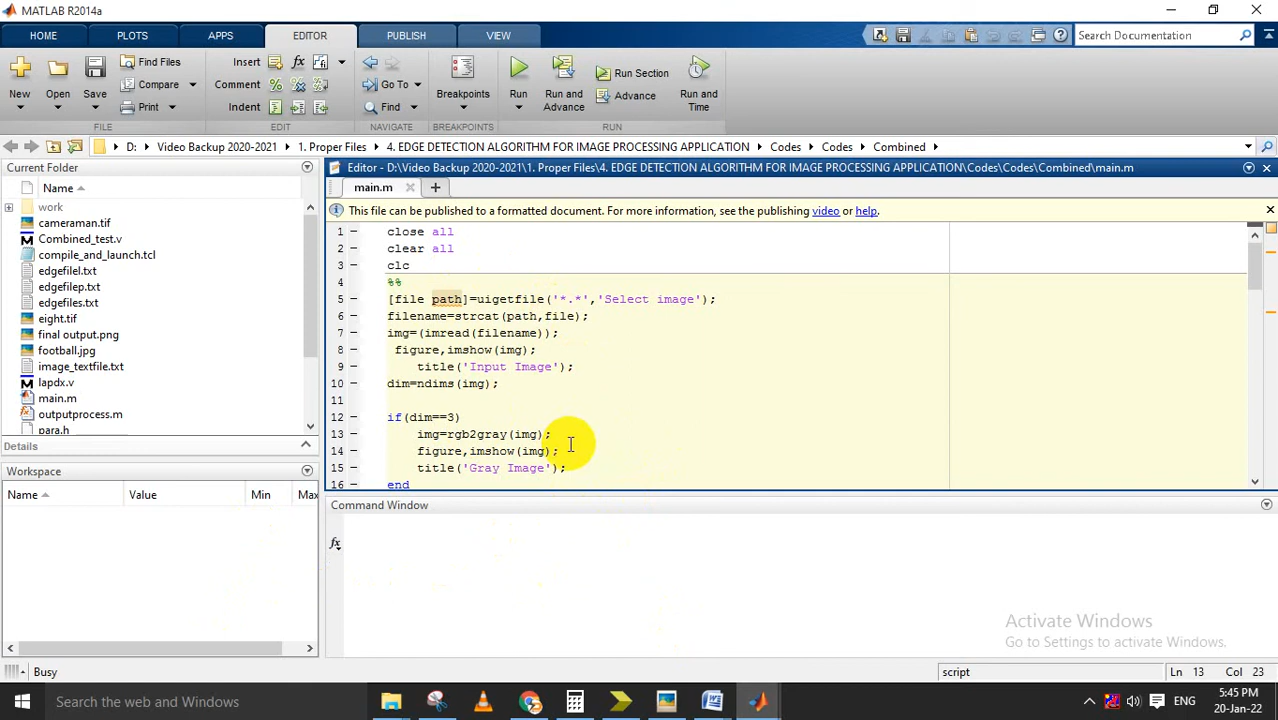 MATLAB R2014a
HOME PLOTS APPS EDITOR PUBLISH VIEW Search Documentation
Find Files Insert fx
New Open Save Compare Comment Go To Breakpoints Run Run and Advance Run Section Advance Run and Time
Print Indent Find
FILE EDIT NAVIGATE BREAKPOINTS RUN
D: Video Backup 2020-2021 1. Proper Files 4. EDGE DETECTION ALGORITHM FOR IMAGE PROCESSING APPLICATION Codes Codes Combined
Current Folder
Name
work
cameraman.tif
Combined_test.v
compile_and_launch.tcl
edgefilel.txt
edgefilep.txt
edgefiles.txt
eight.tif
final output.png
football.jpg
image_textfile.txt
lapdx.v
main.m
outputprocess.m
para.h
Details
Workspace
Name Value Min Max
Editor - D:\Video Backup 2020-2021\1. Proper Files\4. EDGE DETECTION ALGORITHM FOR IMAGE PROCESSING APPLICATION\Codes\Codes\Combined\main.m
main.m
This file can be published to a formatted document. For more information, see the publishing video or help.
1 close all
2 clear all
3 clc
4 %%
5 [file path]=uigetfile('*.*','Select image');
6 filename=strcat(path,file);
7 img=(imread(filename));
8 figure,imshow(img);
9 title('Input Image');
10 dim=ndims(img);
11
12 if(dim==3)
13 img=rgb2gray(img);
14 figure,imshow(img);
15 title('Gray Image');
16 end
Command Window
fx
Activate Windows
Go to Settings to activate Windows.
Busy script Ln 13 Col 23
Search the web and Windows
ENG
5:45 PM
20-Jan-22